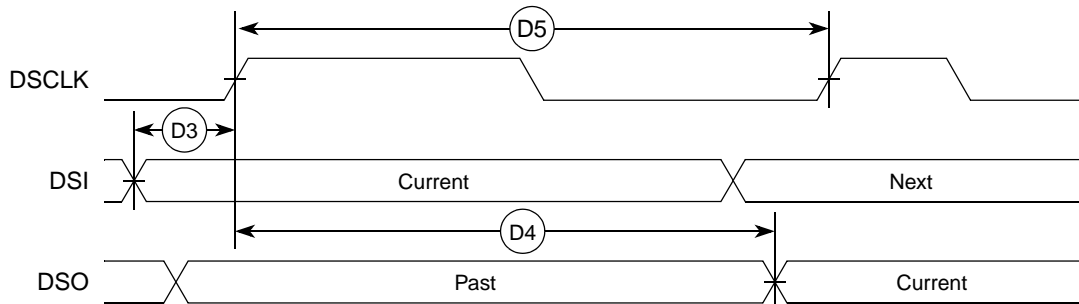 D5
DSCLK
D3
DSI
Current
Next
D4
DSO
Past
Current